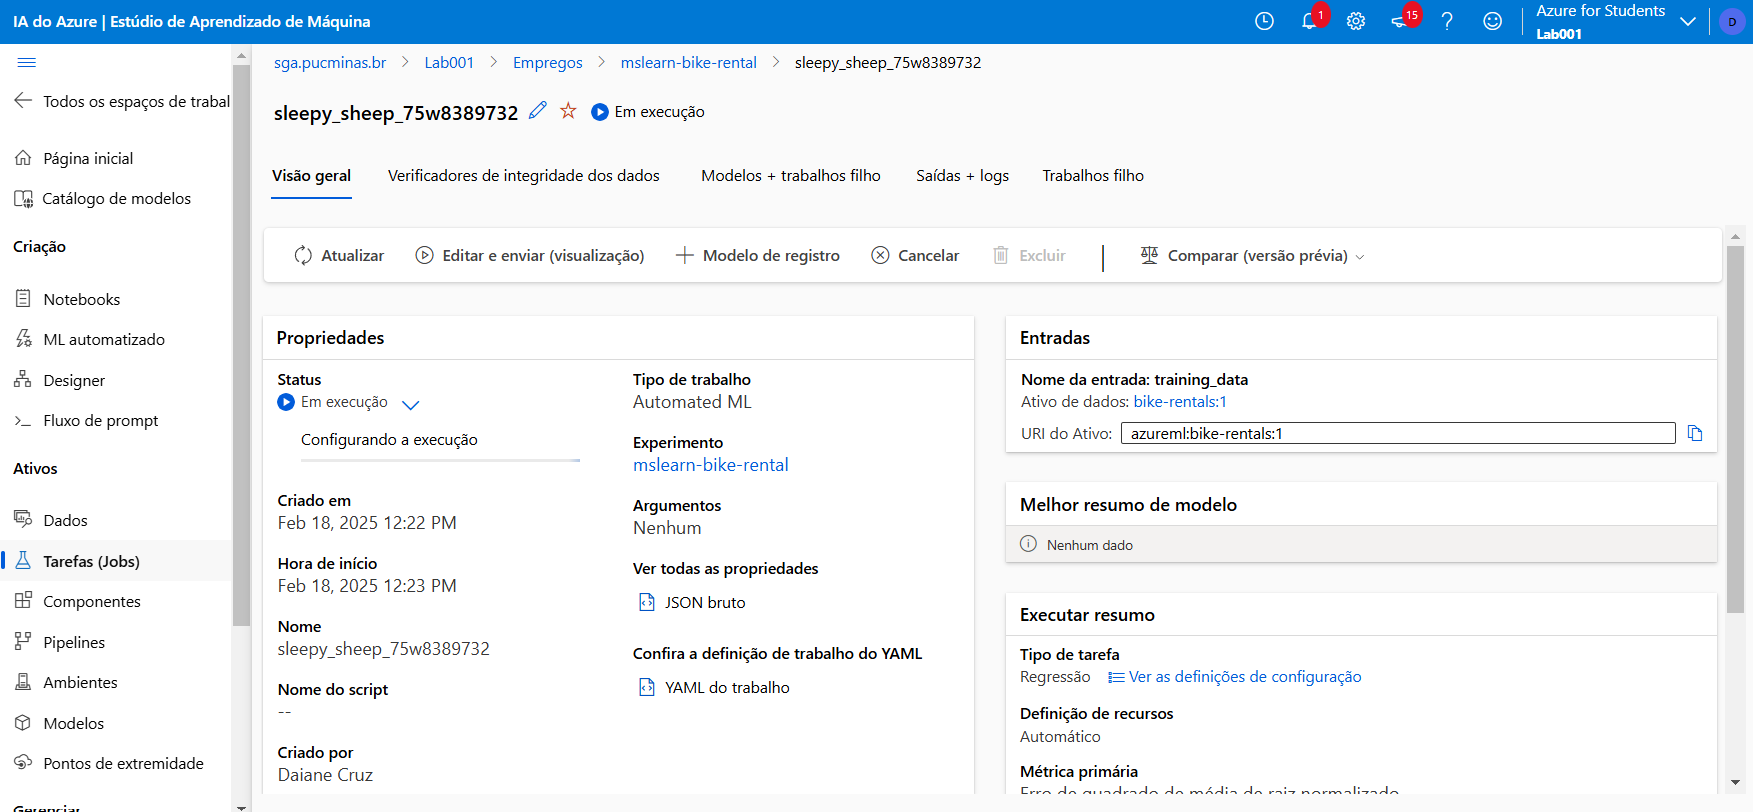 IA do Azure | Estúdio de Aprendizado de Máquina
1
15
Azure for Students
Lab001
D
sga.pucminas.br > Lab001 > Empregos > mslearn-bike-rental > sleepy_sheep_75w8389732
Todos os espaços de trabal
Página inicial
Catálogo de modelos
Criação
Notebooks
ML automatizado
Designer
Fluxo de prompt
Ativos
Dados
Tarefas (Jobs)
Componentes
Pipelines
Ambientes
Modelos
Pontos de extremidade
Gerenciar
sleepy_sheep_75w8389732 Em execução
Visão geral Verificadores de integridade dos dados Modelos + trabalhos filho Saídas + logs Trabalhos filho
Atualizar Editar e enviar (visualização) Modelo de registro Cancelar Excluir Comparar (versão prévia)
Propriedades
Status
Em execução
Configurando a execução
Criado em
Feb 18, 2025 12:22 PM
Hora de início
Feb 18, 2025 12:23 PM
Nome
sleepy_sheep_75w8389732
Nome do script
--
Criado por
Daiane Cruz
Tipo de trabalho
Automated ML
Experimento
mslearn-bike-rental
Argumentos
Nenhum
Ver todas as propriedades
JSON bruto
Confira a definição de trabalho do YAML
YAML do trabalho
Entradas
Nome da entrada: training_data
Ativo de dados: bike-rentals:1
URI do Ativo: azureml:bike-rentals:1
Melhor resumo de modelo
Nenhum dado
Executar resumo
Tipo de tarefa
Regressão Ver as definições de configuração
Definição de recursos
Automático
Métrica primária
Erro de quadrado de média de raiz normalizado